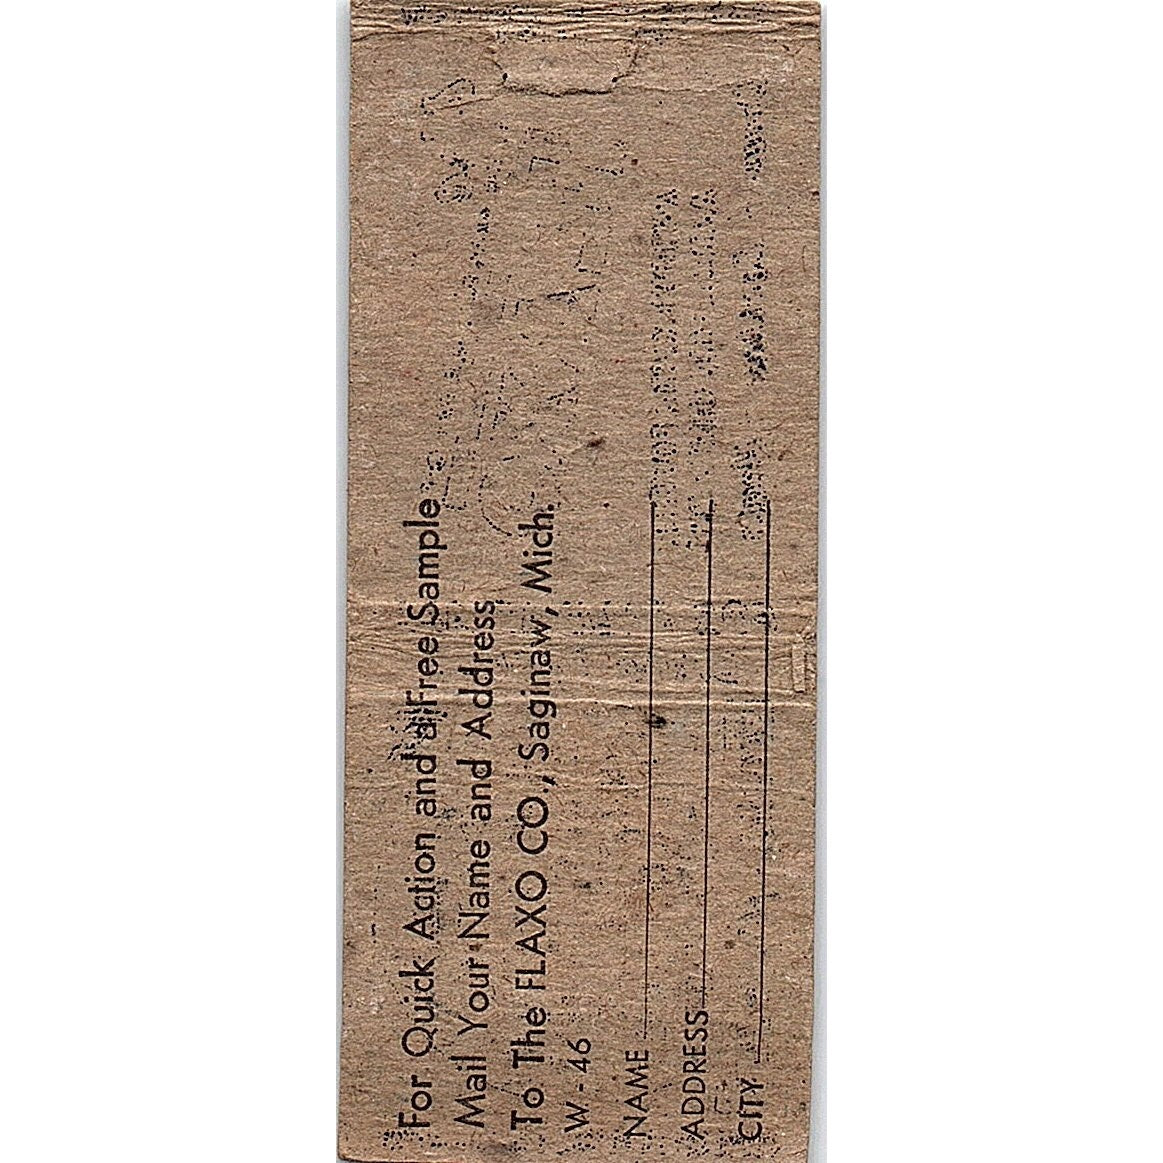 For Quick Action and a Free Sample
Mail Your Name and Address
To The FLAXO CO., Saginaw, Mich.
W - 46
NAME
ADDRESS
CITY